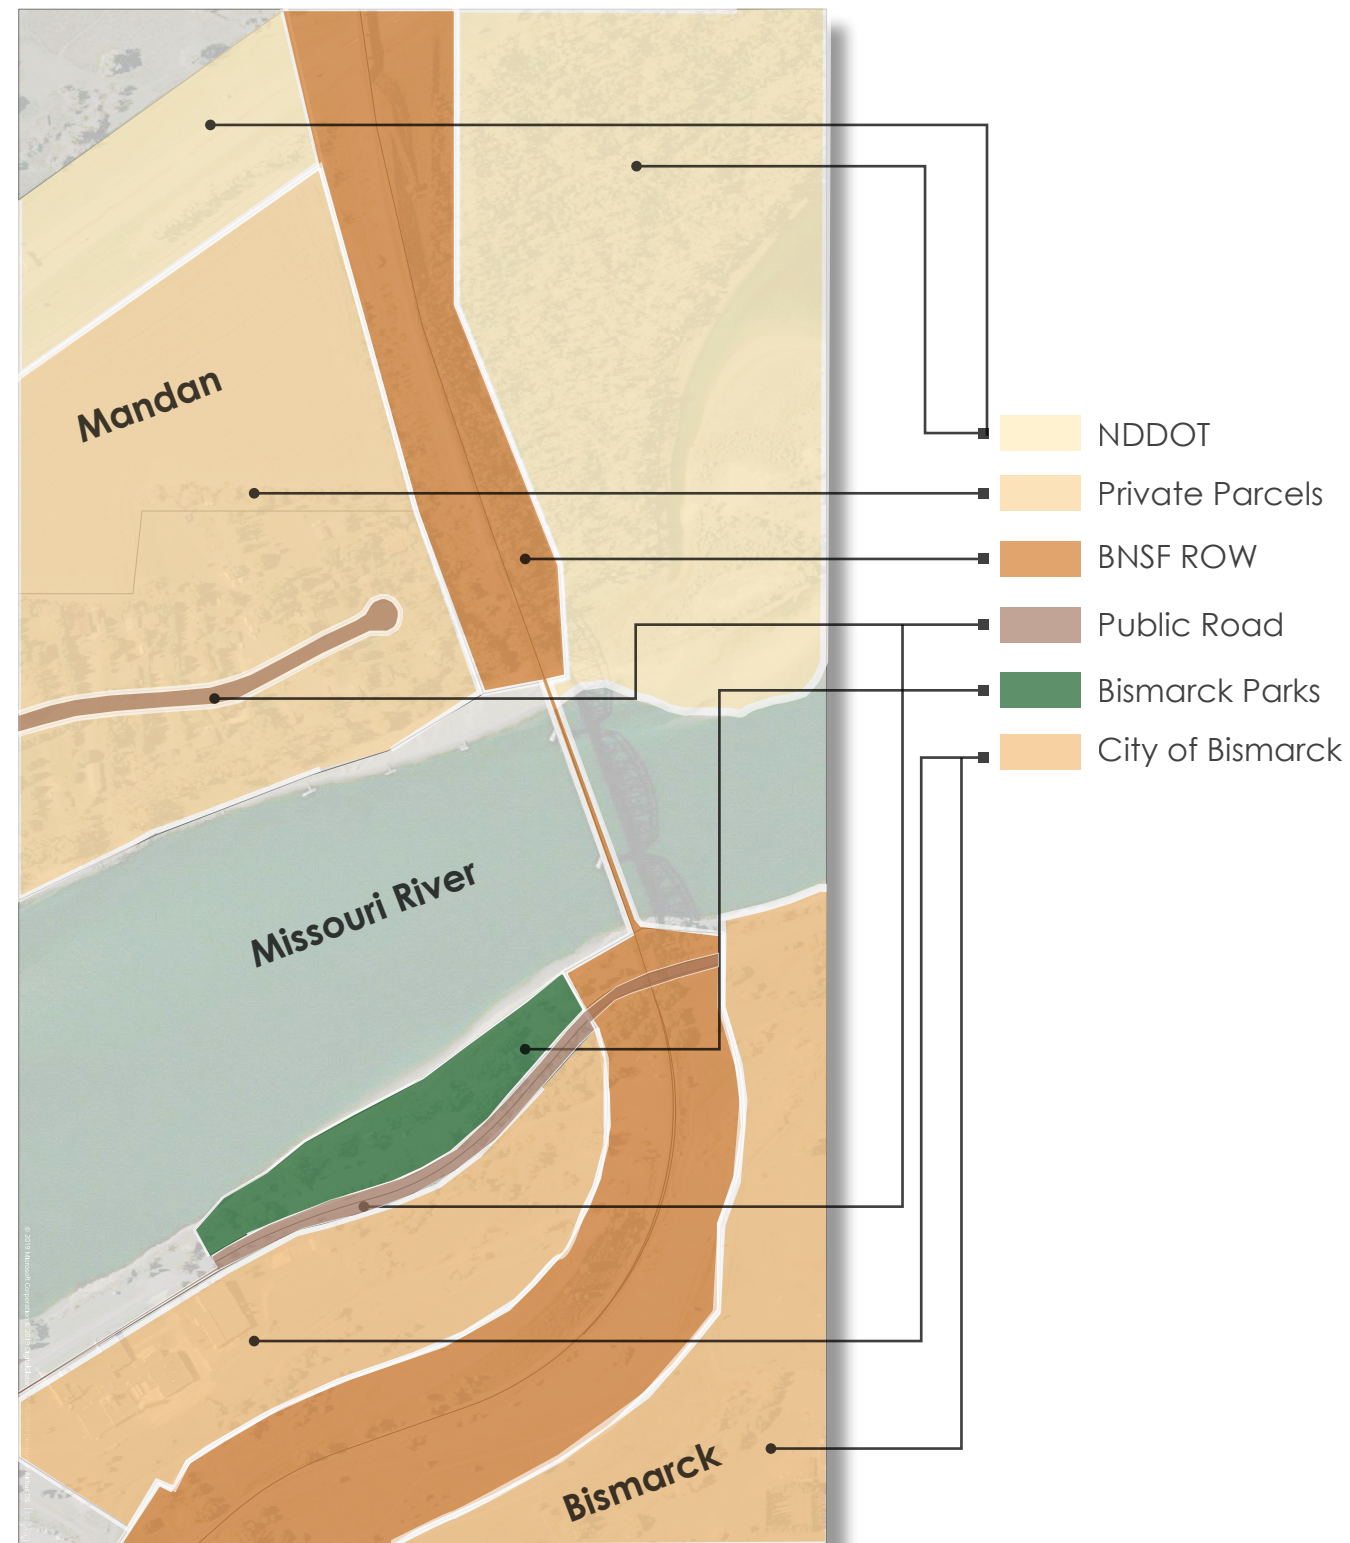 Mandan
NDDOT
Private Parcels
BNSF ROW
Public Road
Bismarck Parks
City of Bismarck
Missouri River
Bismarck